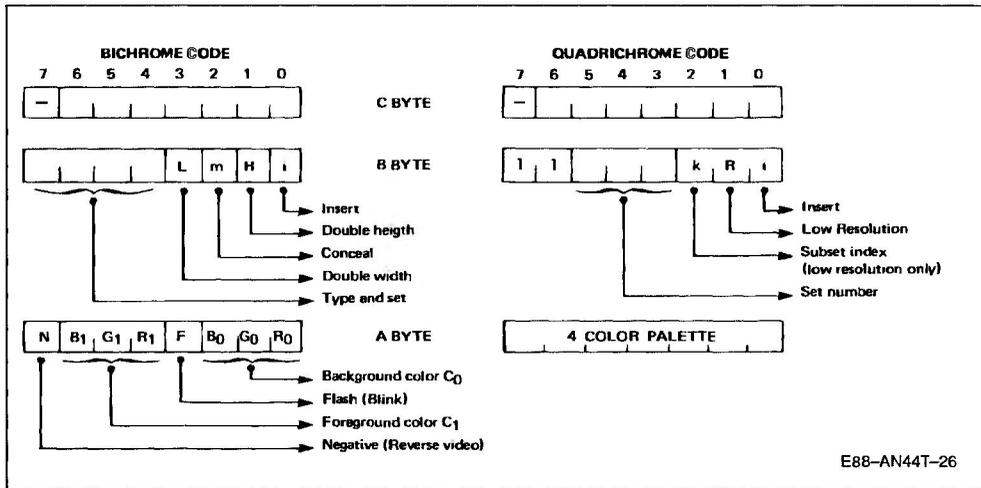 BICHROME CODE QUADRICHROME CODE
7 6 5 4 3 2 1 0 7 6 5 4 3 2 1 0
– C BYTE –
L m H i B BYTE 1 1 k R i
Insert Insert
Double heigth Low Resolution
Conceal Subset index
(low resolution only)
Double width
Type and set Set number
N B1 G1 R1 F B0 G0 R0 A BYTE 4 COLOR PALETTE
Background color C0
Flash (Blink)
Foreground color C1
Negative (Reverse video)
E88–AN44T–26